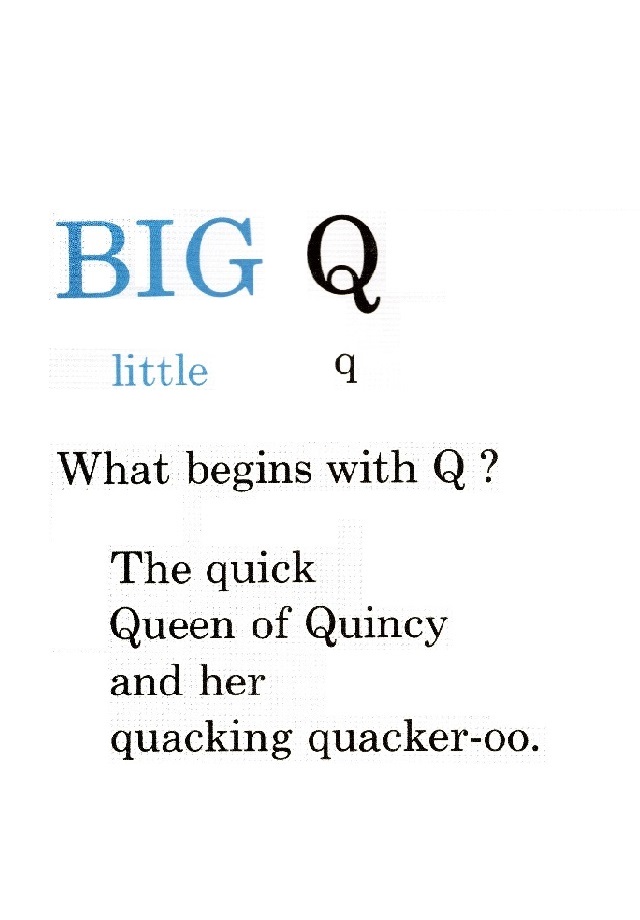 BIG Q
little q
What begins with Q ?
The quick
Queen of Quincy
and her
quacking quacker-oo.